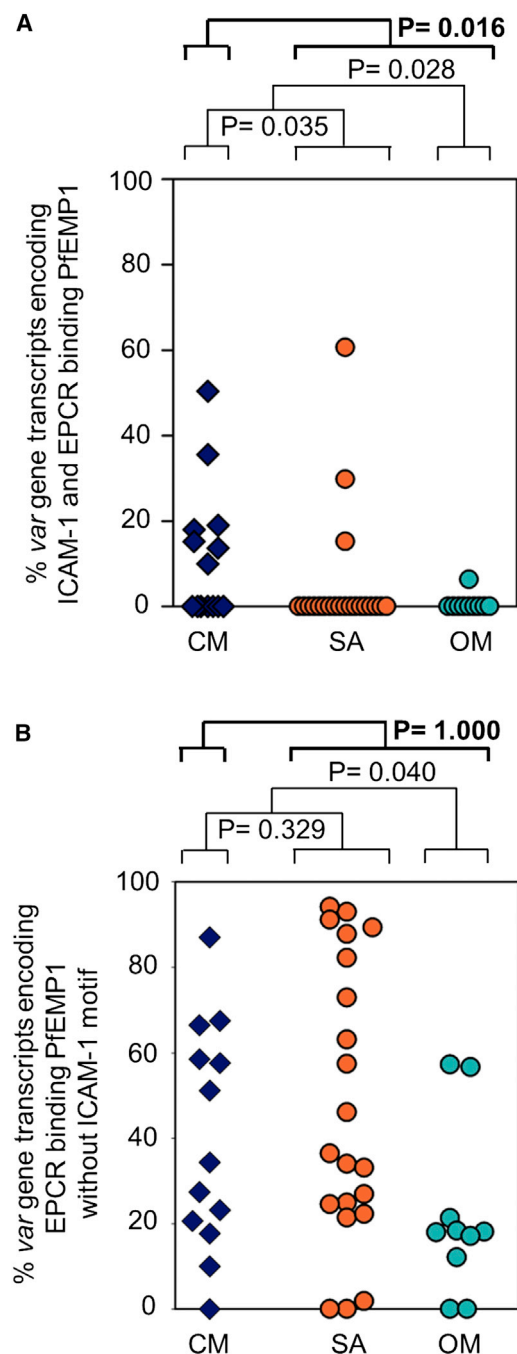 A
P= 0.016
P= 0.028
P= 0.035
% var gene transcripts encoding
ICAM-1 and EPCR binding PfEMP1
100
80
60
40
20
0
CM SA OM
B
P= 1.000
P= 0.040
P= 0.329
% var gene transcripts encoding
EPCR binding PfEMP1
without ICAM-1 motif
100
80
60
40
20
0
CM SA OM